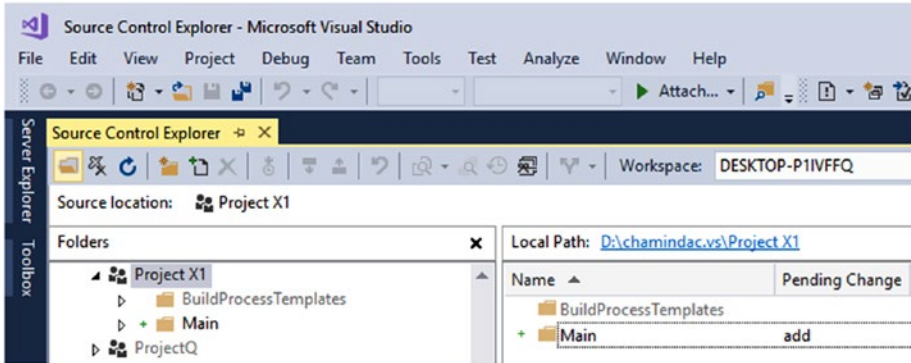 Source Control Explorer - Microsoft Visual Studio
File Edit View Project Debug Team Tools Test Analyze Window Help
Attach...
Server Explorer
Toolbox
Source Control Explorer
Workspace: DESKTOP-P1IVFFQ
Source location: Project X1
Folders
Project X1
BuildProcessTemplates
Main
ProjectQ
Local Path: D:\chamindac.vs\Project X1
Name Pending Change
BuildProcessTemplates
Main add